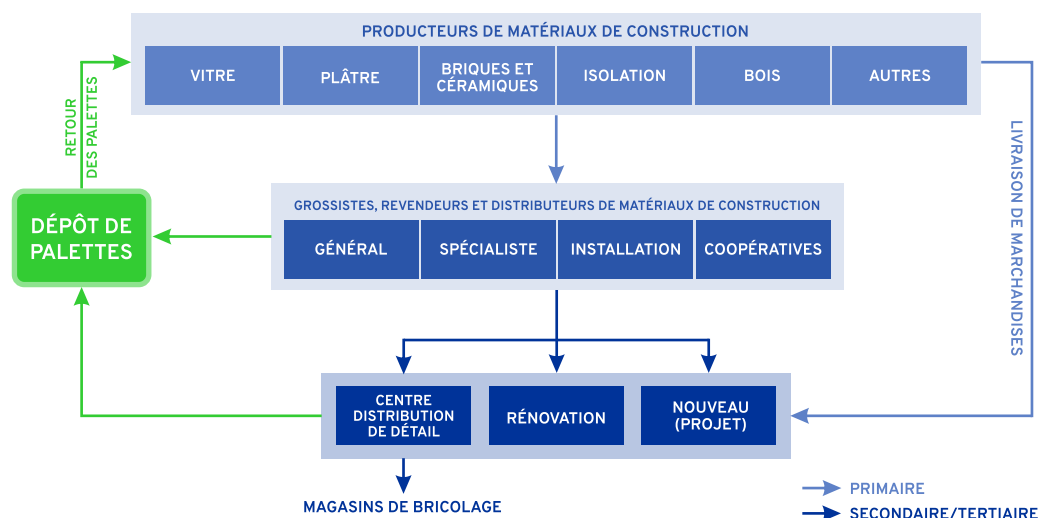 PRODUCTEURS DE MATÉRIAUX DE CONSTRUCTION
VITRE
PLÂTRE
BRIQUES ET
CÉRAMIQUES
ISOLATION
BOIS
AUTRES
RETOUR
DES PALETTES
LIVRAISON DE MARCHANDISES
DÉPÔT DE
PALETTES
GROSSISTES, REVENDEURS ET DISTRIBUTEURS DE MATÉRIAUX DE CONSTRUCTION
GÉNÉRAL
SPÉCIALISTE
INSTALLATION
COOPÉRATIVES
CENTRE
DISTRIBUTION
DE DÉTAIL
RÉNOVATION
NOUVEAU
(PROJET)
MAGASINS DE BRICOLAGE
PRIMAIRE
SECONDAIRE/TERTIAIRE